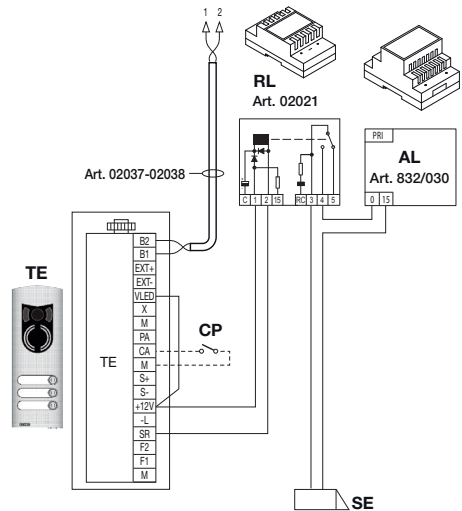 1 2
RL
Art. 02021
PRI
AL
Art. 832/030
0 15
C 1 2 15 RC 3 4 5
Art. 02037-02038
TE
TE
B2
B1
EXT+
EXT-
VLED
X
M
PA
CA
M
S+
S-
+12V
-L
SR
F2
F1
M
CP
SE